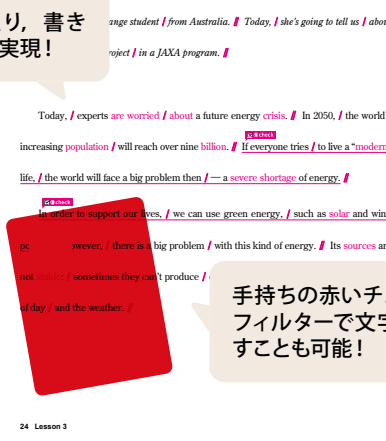 り，書き
実現！
ange student / from Australia. // Today, / she's going to tell us / abou
roject / in a JAXA program. //
Today, / experts are worried / about a future energy crisis. // In 2050, / the world'
check
increasing population / will reach over nine billion. // If everyone tries / to live a “modern
life, / the world will face a big problem then / — a severe shortage of energy. //
check
In order to support our lives, / we can use green energy, / such as solar and win
po owever, / there is a big problem / with this kind of energy. // Its sources ar
not stable: / sometimes they can't produce /
of day / and the weather. //
手持ちの赤いチ
フィルターで文字
すことも可能！
24 Lesson 3